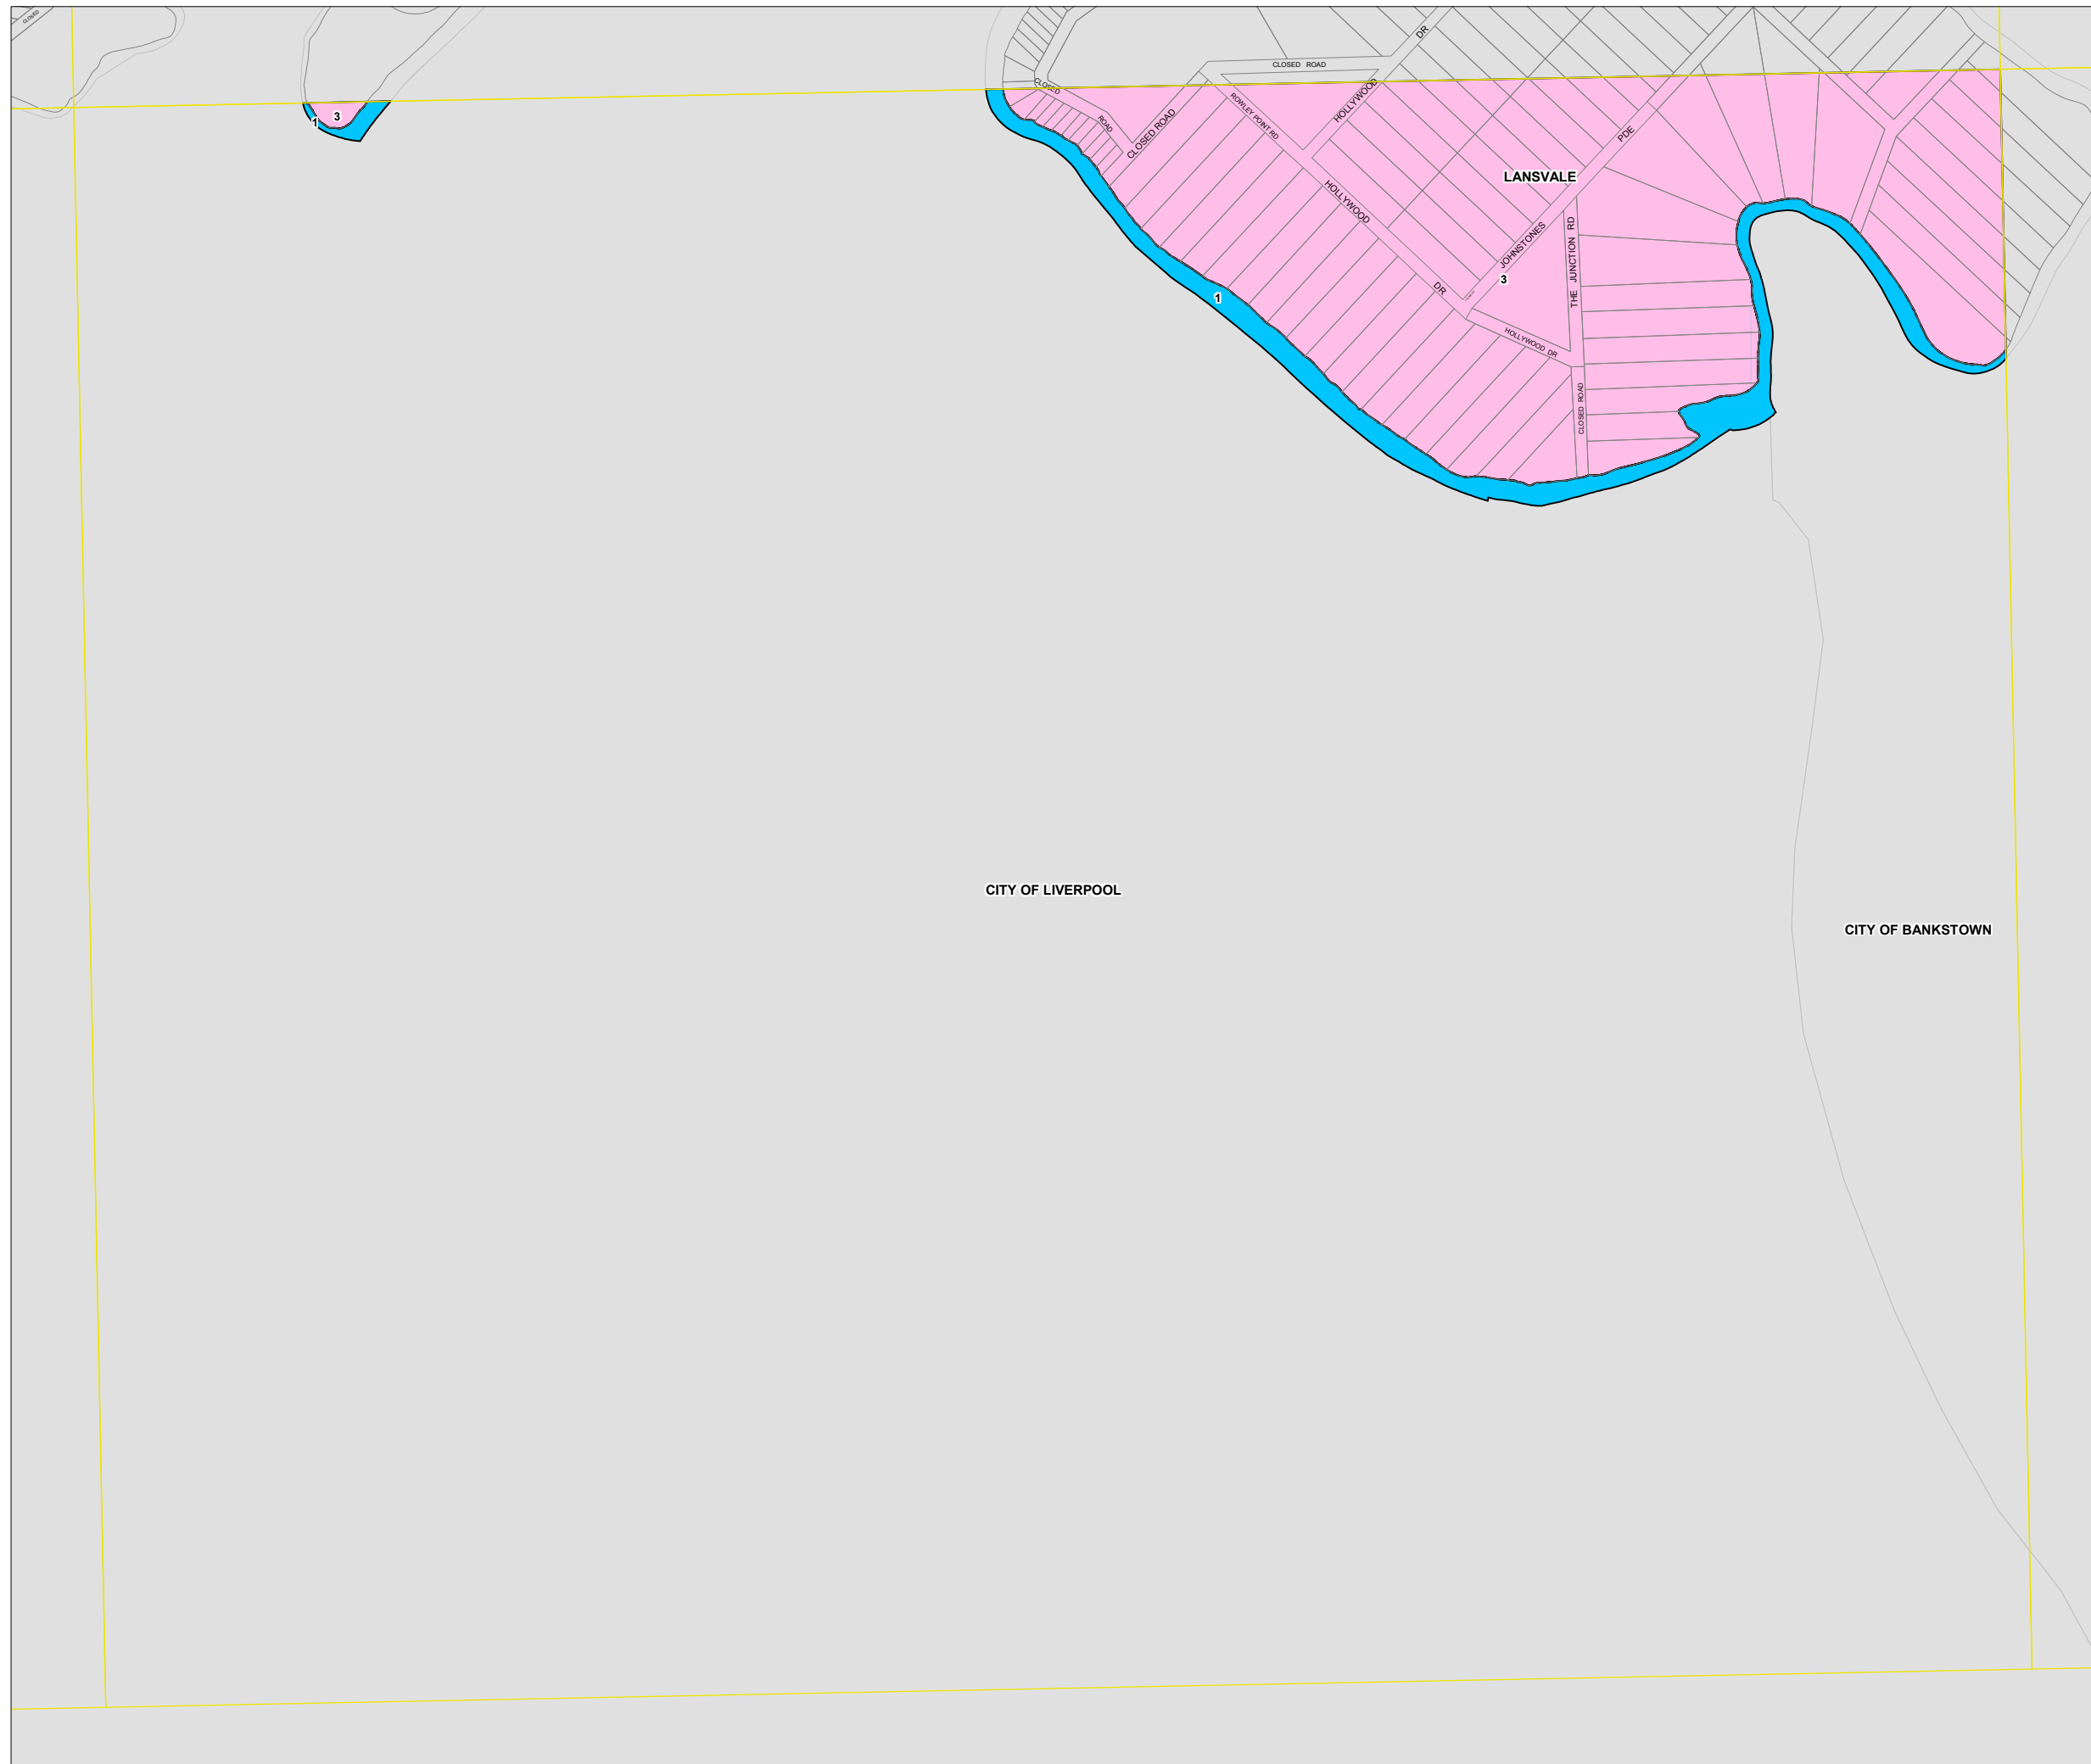 CLOSED
CLOSED ROAD
DR
CLOSED
ROAD
CLOSED ROAD
ROWLEY POINT RD
HOLLYWOOD
PDE
1
3
LANSVALE
HOLLYWOOD
JOHNSTONES
THE JUNCTION RD
3
DR
1
HOLLYWOOD DR
CLOSED ROAD
CITY OF LIVERPOOL
CITY OF BANKSTOWN